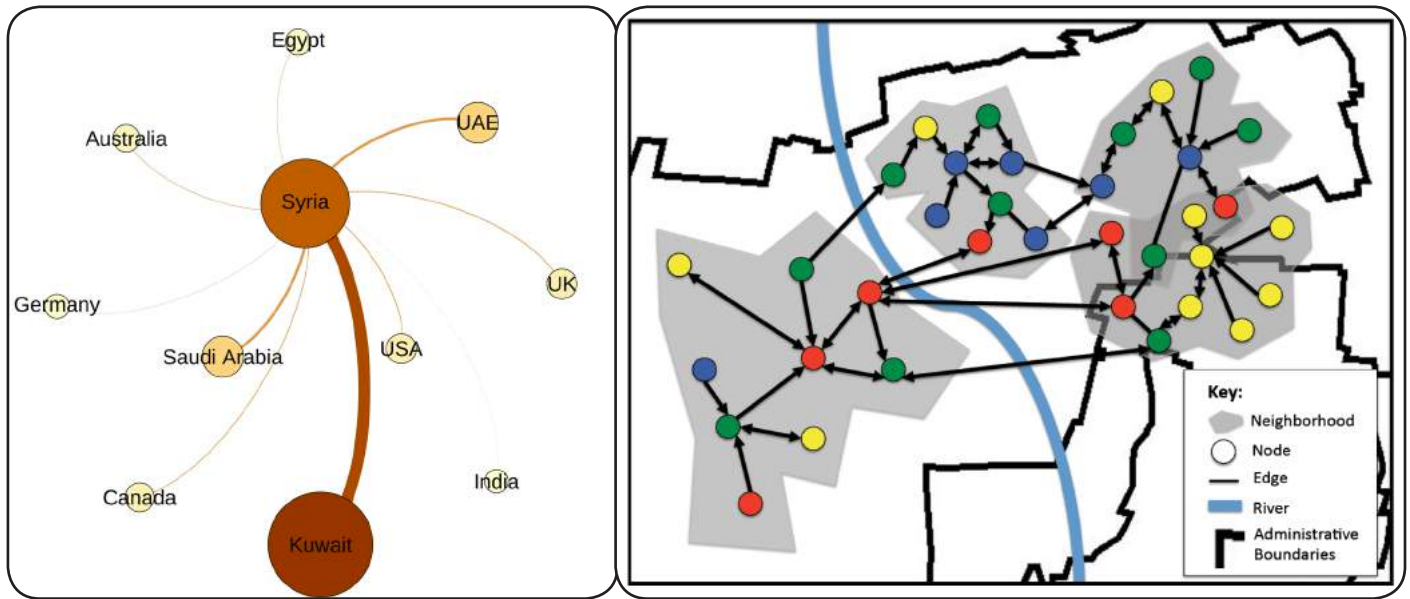 Egypt
UAE
Australia
Syria
UK
Germany
Saudi Arabia
USA
India
Canada
Kuwait
Key:
Neighborhood
Node
Edge
River
Administrative
Boundaries